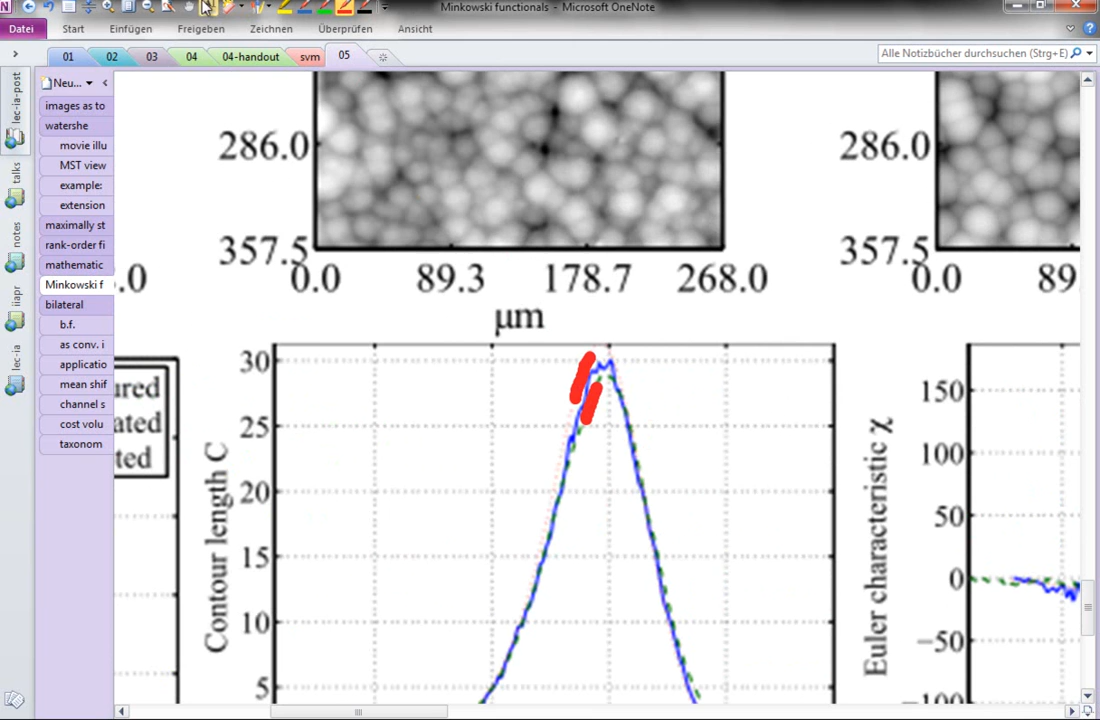 Minkowski functionals - Microsoft OneNote
Datei Start Einfügen Freigeben Zeichnen Überprüfen Ansicht
01 02 03 04 04-handout svm 05
Alle Notizbücher durchsuchen (Strg+E)
lec-ia-post
talks
notes
iiapr
lec-ia
Neu...
images as to
watershe
movie illu
MST view
example:
extension
maximally st
rank-order fi
mathematic
Minkowski f
bilateral
b.f.
as conv. i
applicatio
mean shif
channel s
cost volu
taxonom
286.0
357.5
.0
0.0 89.3 178.7 268.0
μm
286.0
357.5
0.0 89.
ured
ated
ted
Contour length C
30
25
20
15
10
5
Euler characteristic χ
150
100
50
0
−50
−100